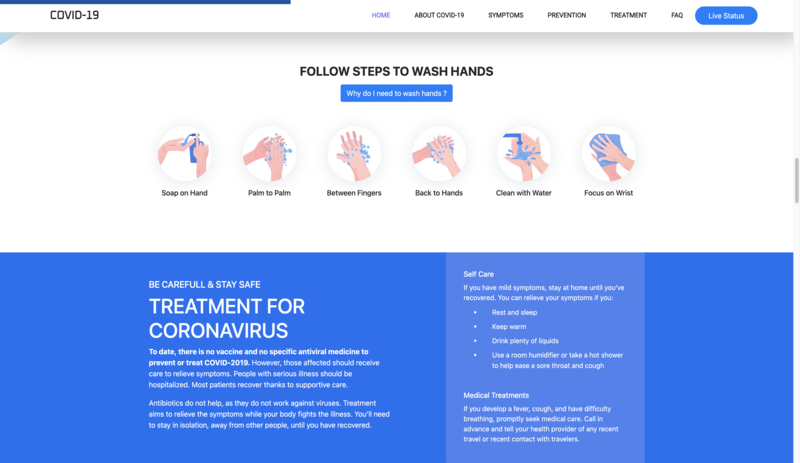 COVID-19
HOME
ABOUT COVID-19
SYMPTOMS
PREVENTION
TREATMENT
FAQ
Live Status
FOLLOW STEPS TO WASH HANDS
Why do I need to wash hands ?
Soap on Hand
Palm to Palm
Between Fingers
Back to Hands
Clean with Water
Focus on Wrist
BE CAREFULL & STAY SAFE
TREATMENT FOR
CORONAVIRUS
To date, there is no vaccine and no specific antiviral medicine to
prevent or treat COVID-2019. However, those affected should receive
care to relieve symptoms. People with serious illness should be
hospitalized. Most patients recover thanks to supportive care.
Antibiotics do not help, as they do not work against viruses. Treatment
aims to relieve the symptoms while your body fights the illness. You'll need
to stay in isolation, away from other people, until you have recovered.
Self Care
If you have mild symptoms, stay at home until you've
recovered. You can relieve your symptoms if you:
• Rest and sleep
• Keep warm
• Drink plenty of liquids
• Use a room humidifier or take a hot shower
to help ease a sore throat and cough
Medical Treatments
If you develop a fever, cough, and have difficulty
breathing, promptly seek medical care. Call in
advance and tell your health provider of any recent
travel or recent contact with travelers.